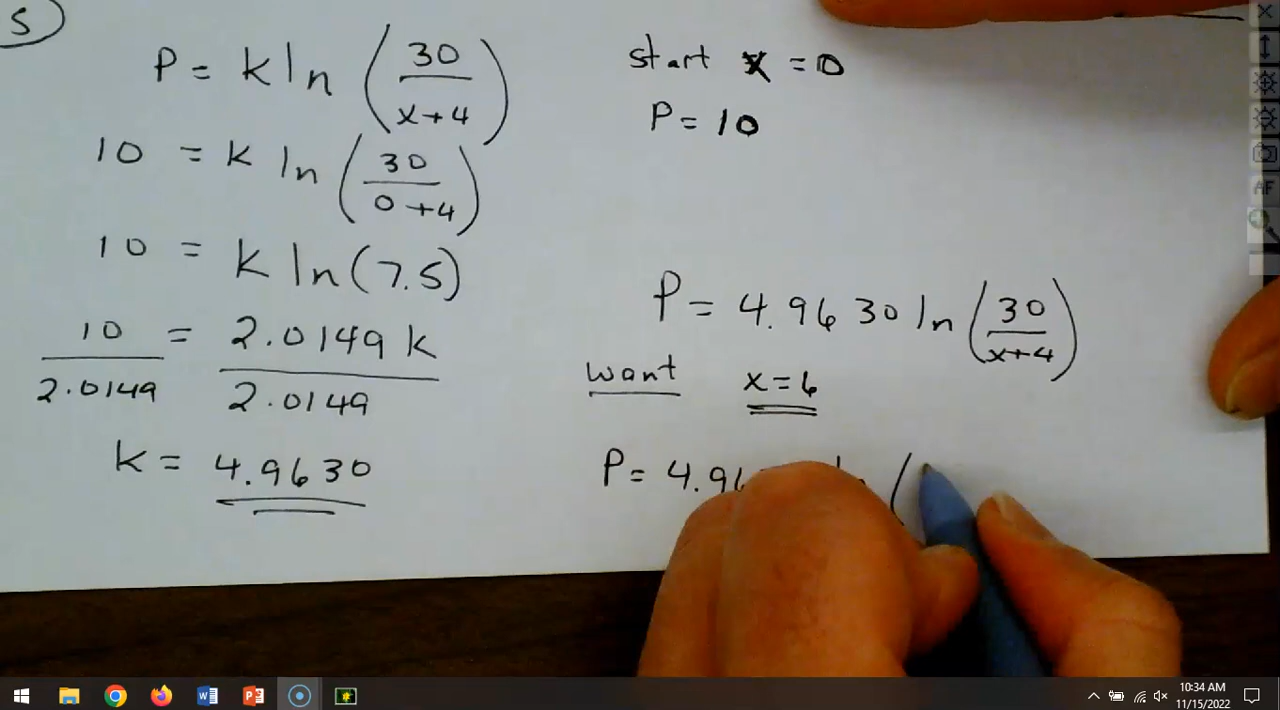 5)
P = k ln (30/(x+4))
10 = k ln (30/(0+4))
10 = k ln(7.5)
10/2.0149 = 2.0149 k/2.0149
k = 4.9630
start x = 0
P = 10
P = 4.9630 ln (30/(x+4))
want x = 6
P = 4.96
(
AF
10:34 AM
11/15/2022